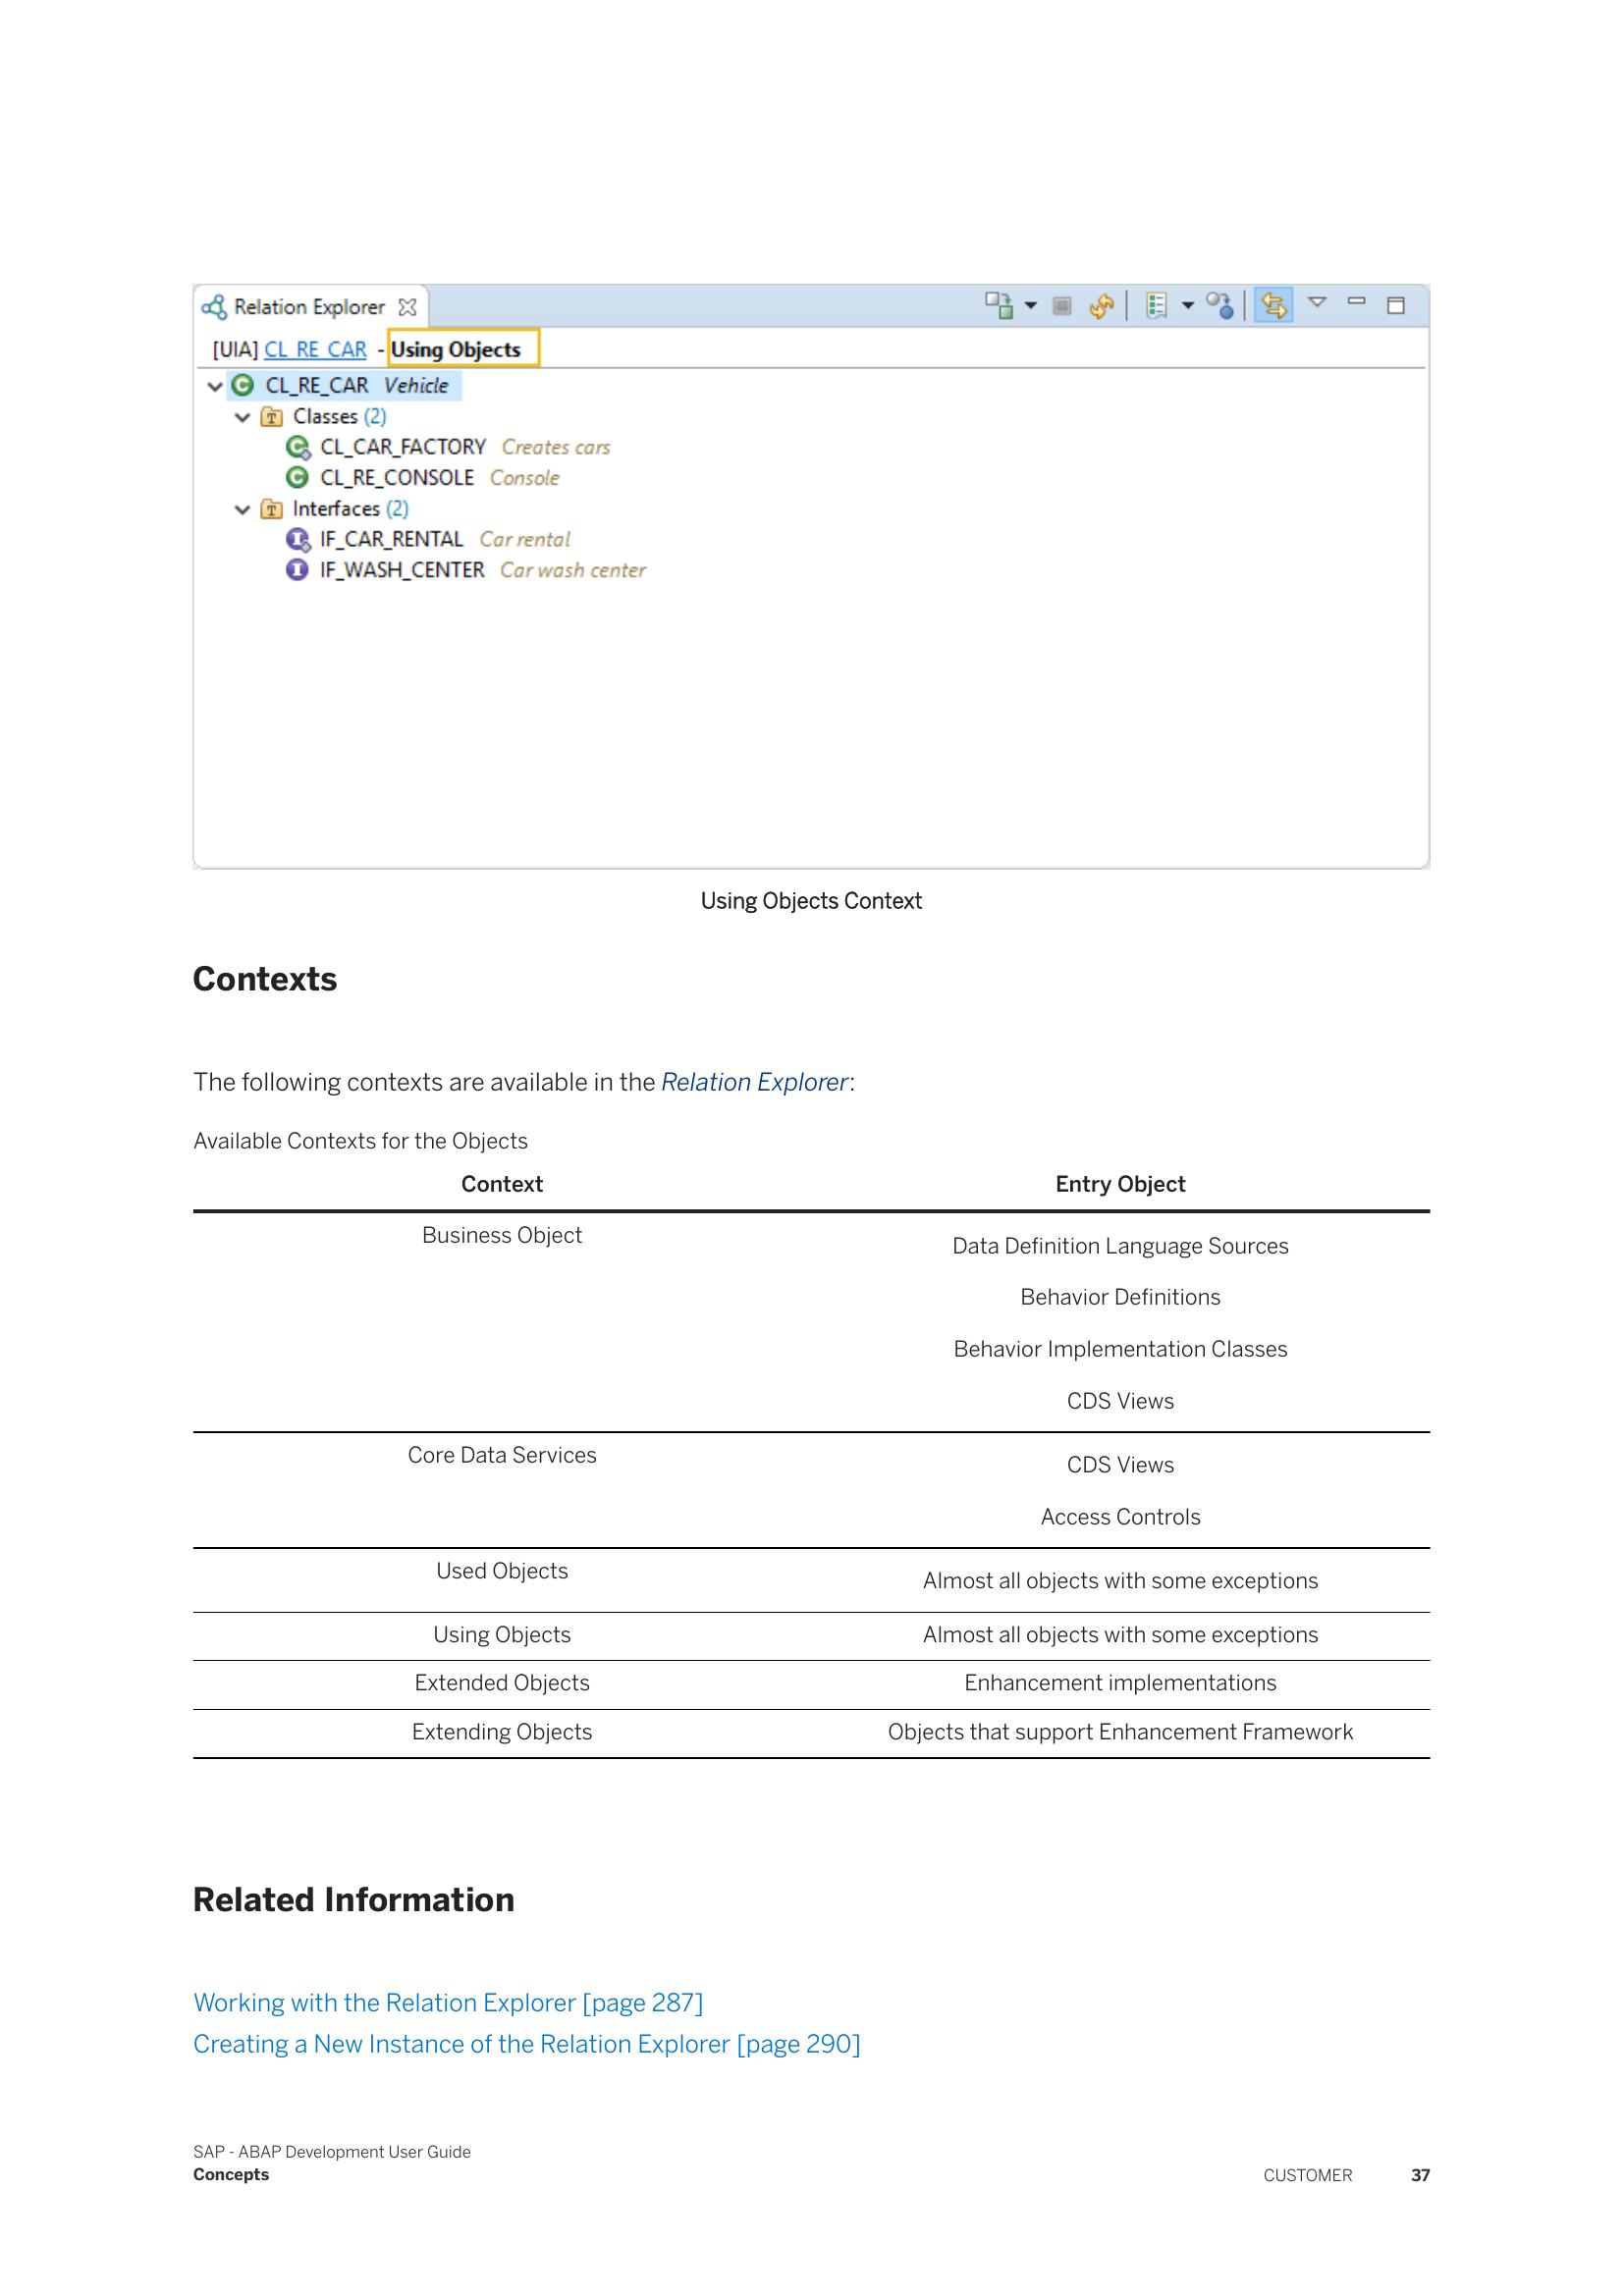 Relation Explorer
[UIA] CL_RE_CAR - Using Objects
CL_RE_CAR Vehicle
Classes (2)
CL_CAR_FACTORY Creates cars
CL_RE_CONSOLE Console
Interfaces (2)
IF_CAR_RENTAL Car rental
IF_WASH_CENTER Car wash center
Using Objects Context
Contexts
The following contexts are available in the Relation Explorer:
Available Contexts for the Objects
Context Entry Object
Business Object Data Definition Language Sources
Behavior Definitions
Behavior Implementation Classes
CDS Views
Core Data Services CDS Views
Access Controls
Used Objects Almost all objects with some exceptions
Using Objects Almost all objects with some exceptions
Extended Objects Enhancement implementations
Extending Objects Objects that support Enhancement Framework
Related Information
Working with the Relation Explorer [page 287]
Creating a New Instance of the Relation Explorer [page 290]
SAP - ABAP Development User Guide
Concepts CUSTOMER 37